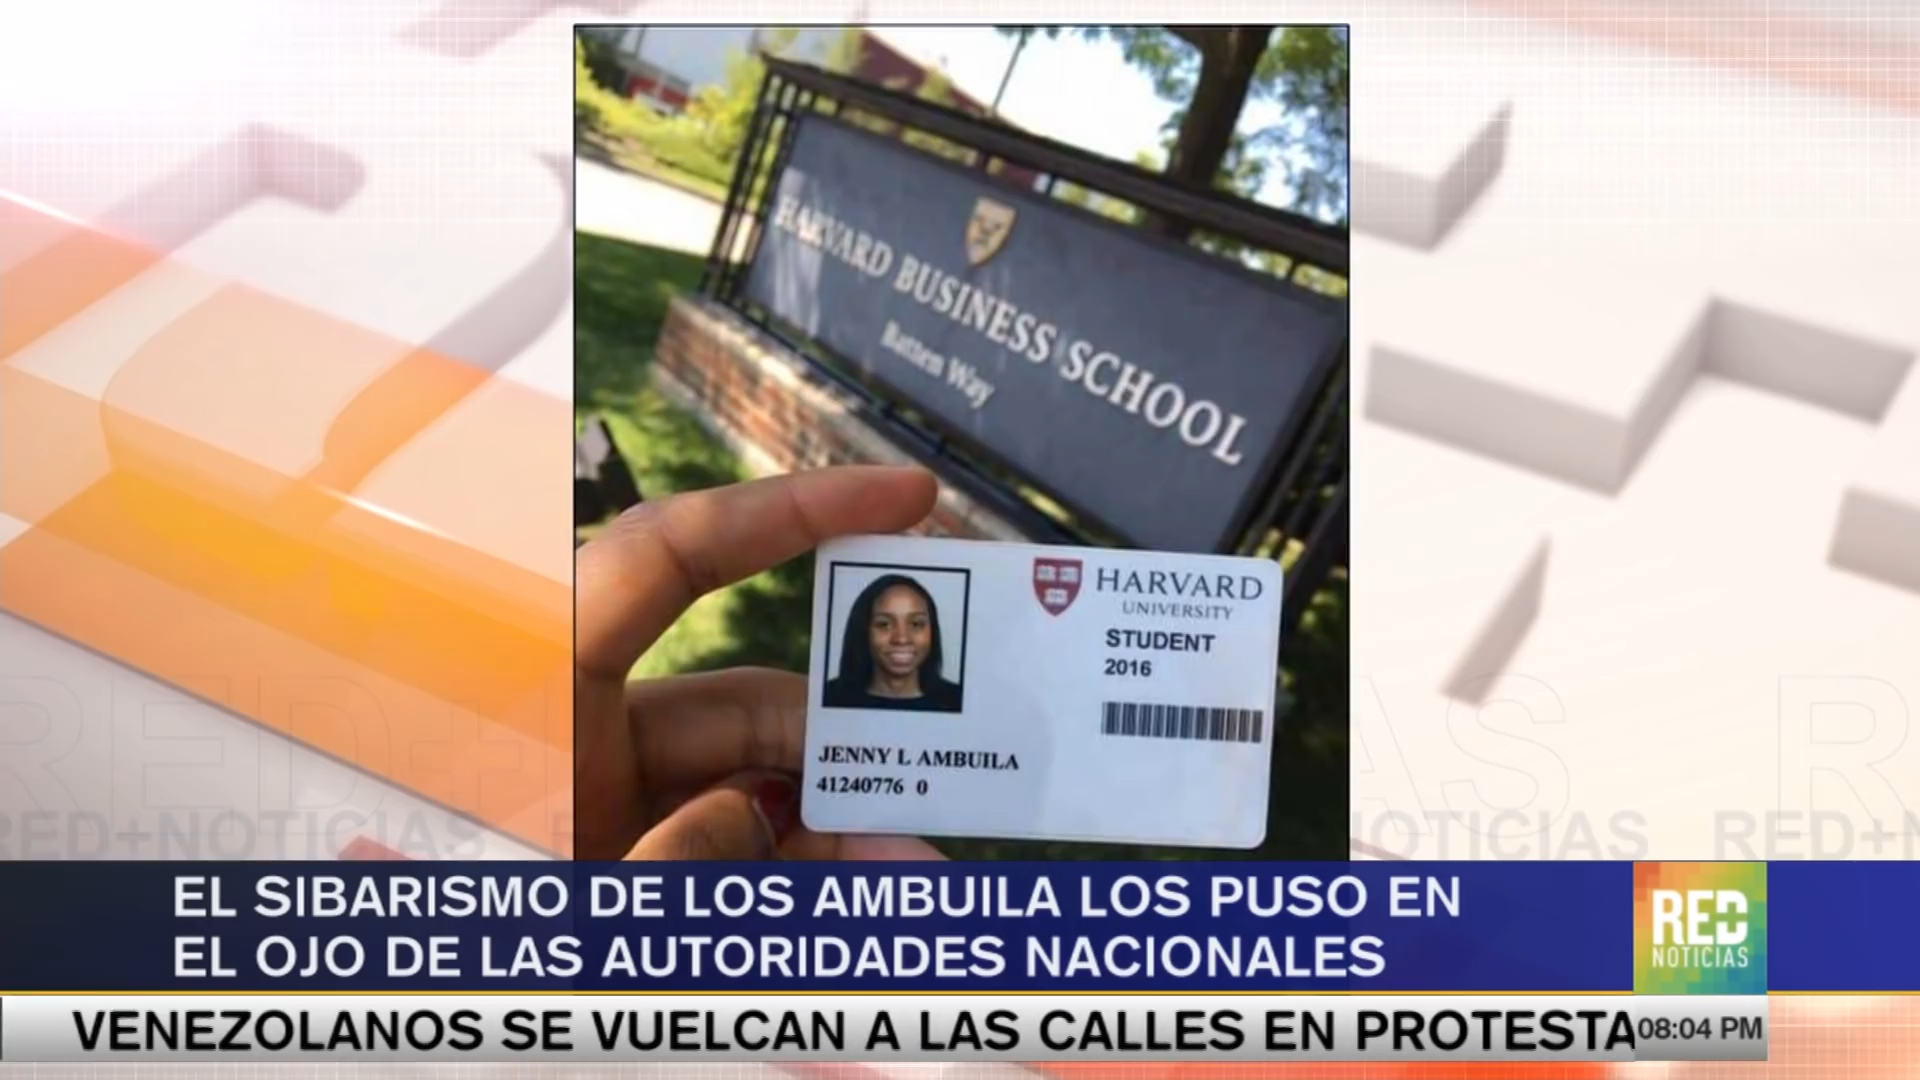 HARVARD BUSINESS SCHOOL
Batten Way
HARVARD
UNIVERSITY
STUDENT
2016
JENNY L AMBUILA
41240776 0
RED+NOTICIAS
EL SIBARISMO DE LOS AMBUILA LOS PUSO EN
EL OJO DE LAS AUTORIDADES NACIONALES
RED+
NOTICIAS
VENEZOLANOS SE VUELCAN A LAS CALLES EN PROTESTA
08:04 PM